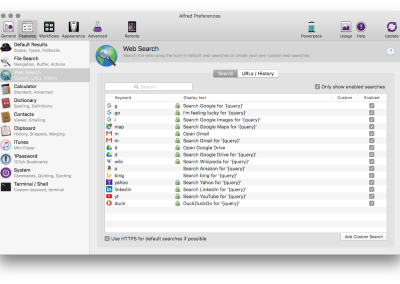 Alfred Preferences
General Features Workflows Appearance Advanced Remote Powerpack Usage Help Update
Default Results
Scopes, Types, Fallbacks
File Search
Navigation, Buffer, Actions
Web Search
Custom URLs, History
Calculator
Standard, Advanced
Dictionary
Spelling, Definitions
Contacts
Viewer, Emailing
Clipboard
History, Snippets, Merging
iTunes
Mini Player
1Password
1Click Bookmarks
System
Commands, Quitting, Ejecting
Terminal / Shell
Custom keyword, terminal
Web Search
Search the web using the built in default web searches or create your own custom web searches.
?
Search URLs / History
Search
Only show enabled searches
Keyword Display text Custom Enabled
g Search Google for '{query}'
go I'm feeling lucky for '{query}'
i Search Google Images for '{query}'
map Search Google Maps for '{query}'
m Open Gmail
m Search Gmail for '{query}'
d Open Google Drive
d Search Google Drive for '{query}'
wiki Search Wikipedia for '{query}'
a Search Amazon for '{query}'
bing Search bing for '{query}'
yahoo Search Yahoo for '{query}'
linkedin Search LinkedIn for '{query}'
yt Search YouTube for '{query}'
duck Search DuckDuckGo for '{query}'
Use HTTPS for default searches if possible
Add Custom Search